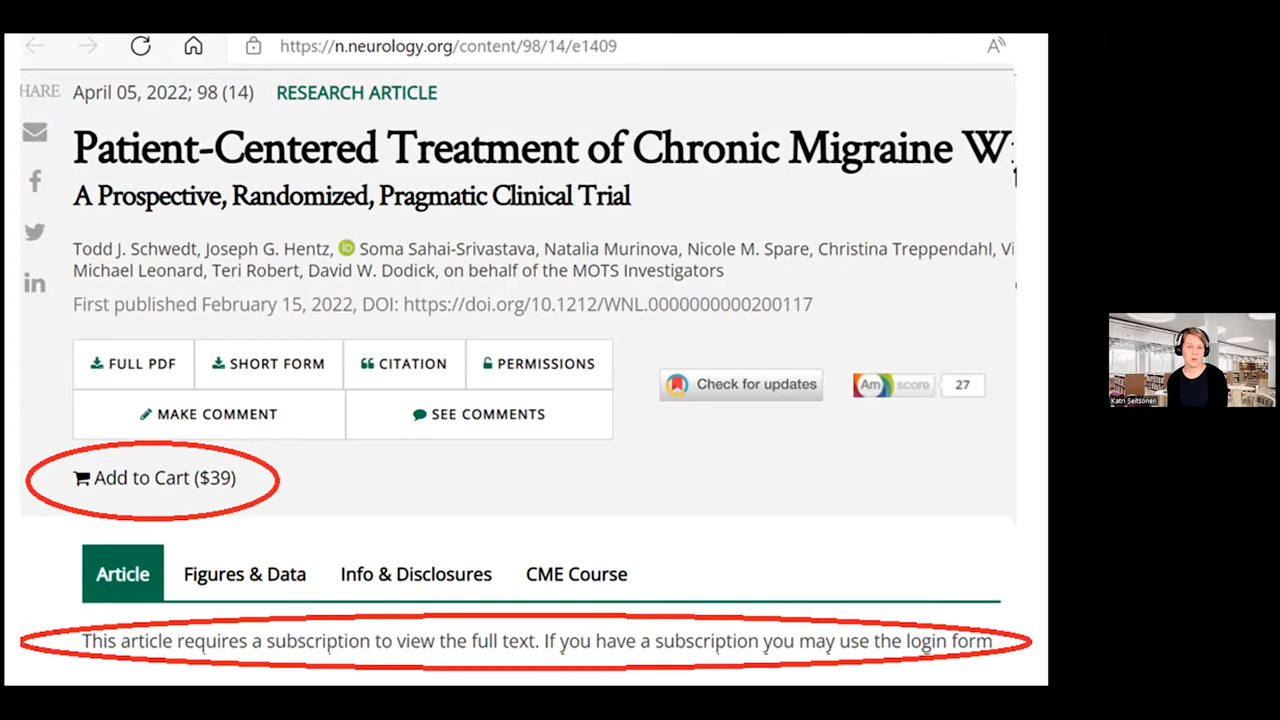 https://n.neurology.org/content/98/14/e1409
HARE
April 05, 2022; 98 (14) RESEARCH ARTICLE
Patient-Centered Treatment of Chronic Migraine W
A Prospective, Randomized, Pragmatic Clinical Trial
Todd J. Schwedt, Joseph G. Hentz, Soma Sahai-Srivastava, Natalia Murinova, Nicole M. Spare, Christina Treppendahl, Vi
Michael Leonard, Teri Robert, David W. Dodick, on behalf of the MOTS Investigators
First published February 15, 2022, DOI: https://doi.org/10.1212/WNL.0000000000200117
FULL PDF SHORT FORM CITATION PERMISSIONS
MAKE COMMENT SEE COMMENTS
Check for updates
Am score 27
Add to Cart ($39)
Article Figures & Data Info & Disclosures CME Course
This article requires a subscription to view the full text. If you have a subscription you may use the login form
Katri Seitsonen